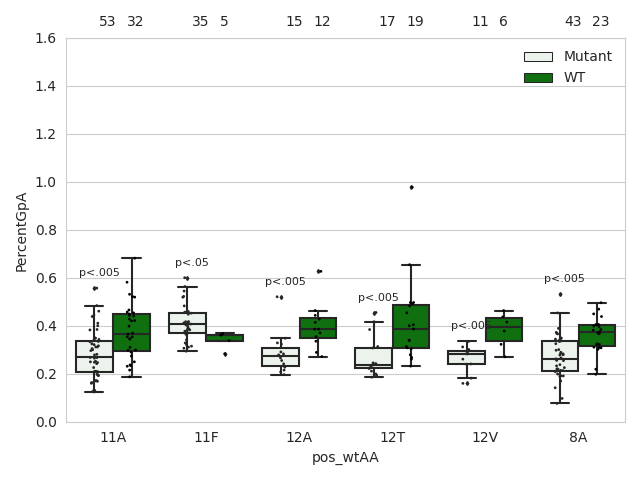 53 32 35 5 15 12 17 19 11 6 43 23
1.6
1.4
1.2
1.0
0.8
0.6
0.4
0.2
0.0
PercentGpA
Mutant
WT
p<.005
p<.05
p<.005
p<.005
p<.005
p<.005
11A 11F 12A 12T 12V 8A
pos_wtAA